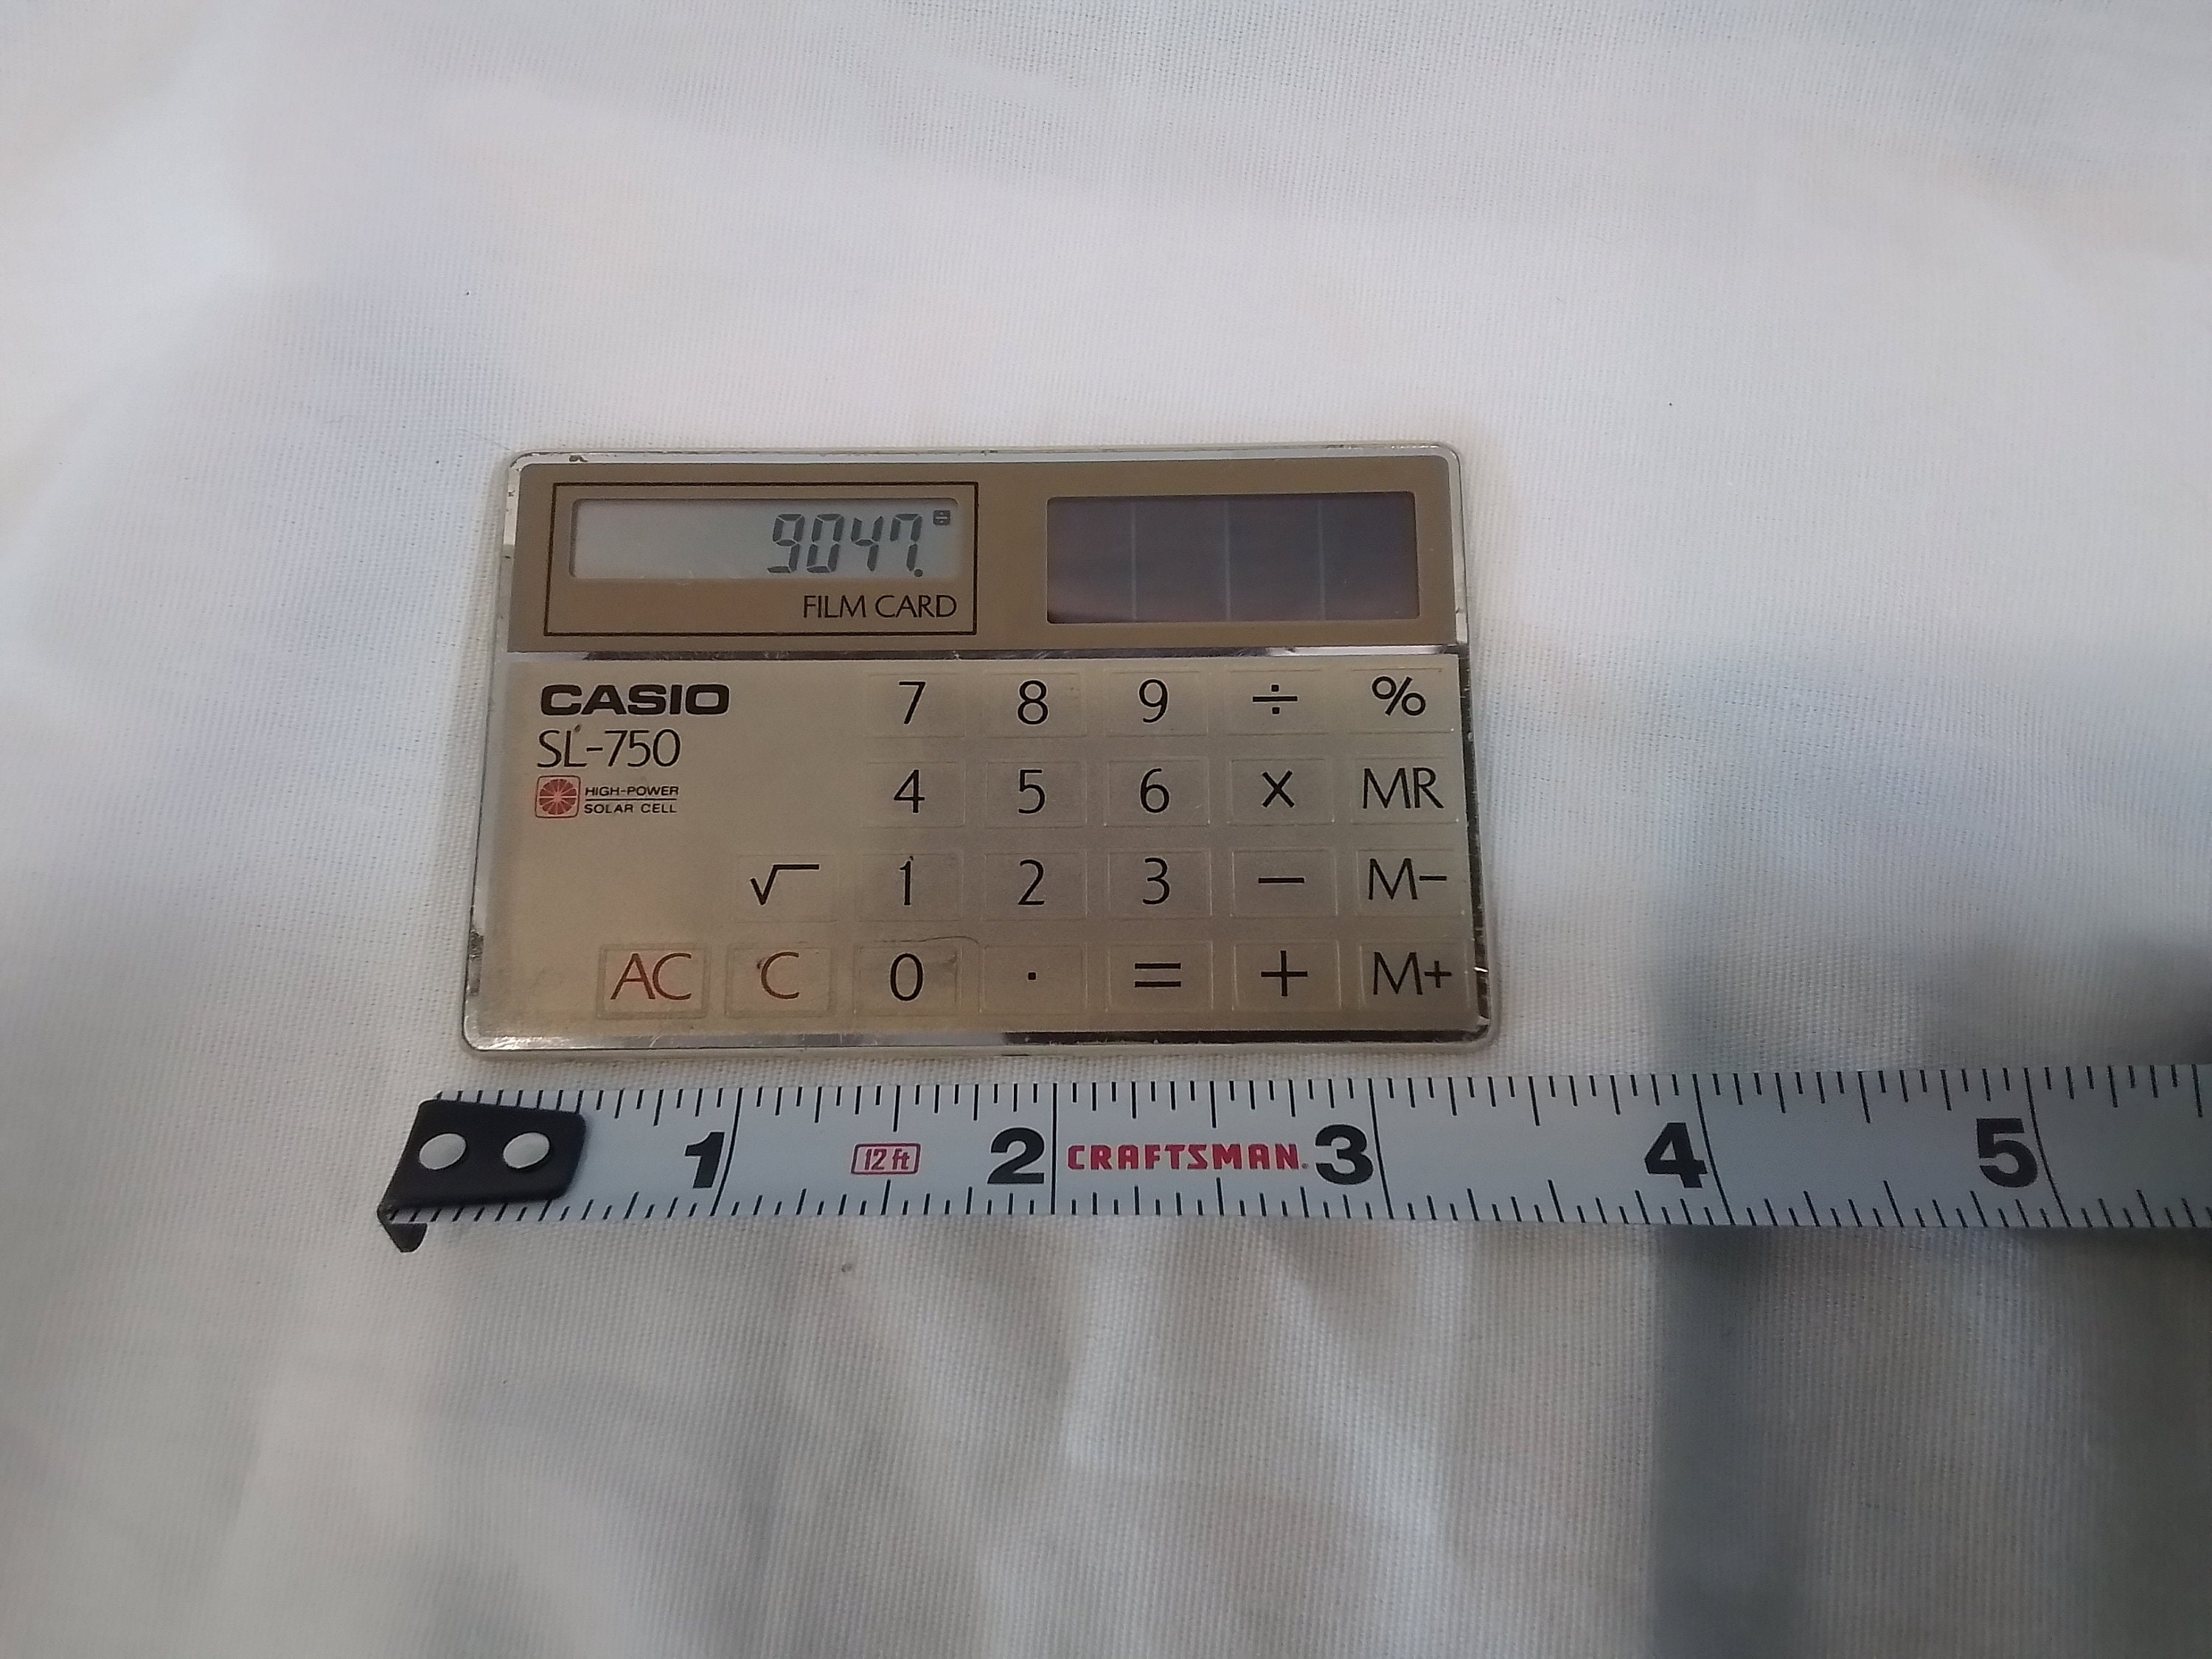 9047. ÷
FILM CARD
CASIO
SL-750
HIGH-POWER
SOLAR CELL
7 8 9 ÷ %
4 5 6 × MR
√ 1 2 3 − M−
AC C 0 · = + M+
1 12 ft 2 CRAFTSMAN® 3 4 5